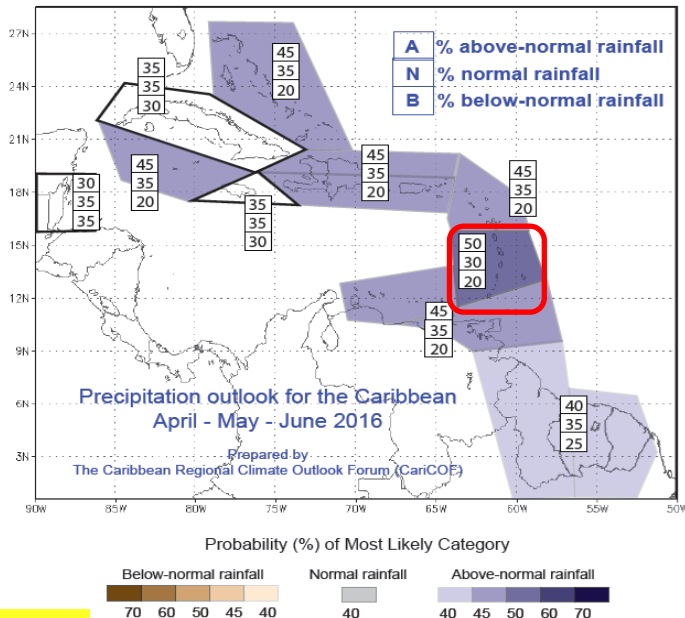 27N
24N
21N
18N
15N
12N
9N
6N
3N
A % above-normal rainfall
N % normal rainfall
B % below-normal rainfall
45
35
20
35
35
30
45
35
20
45
35
20
45
35
20
30
35
35
35
35
30
50
30
20
45
35
20
40
35
25
Precipitation outlook for the Caribbean
April - May - June 2016
Prepared by
The Caribbean Regional Climate Outlook Forum (CariCOF)
90W 85W 80W 75W 70W 65W 60W 55W 50W
Probability (%) of Most Likely Category
Below-normal rainfall Normal rainfall Above-normal rainfall
70 60 50 45 40 40 40 45 50 60 70